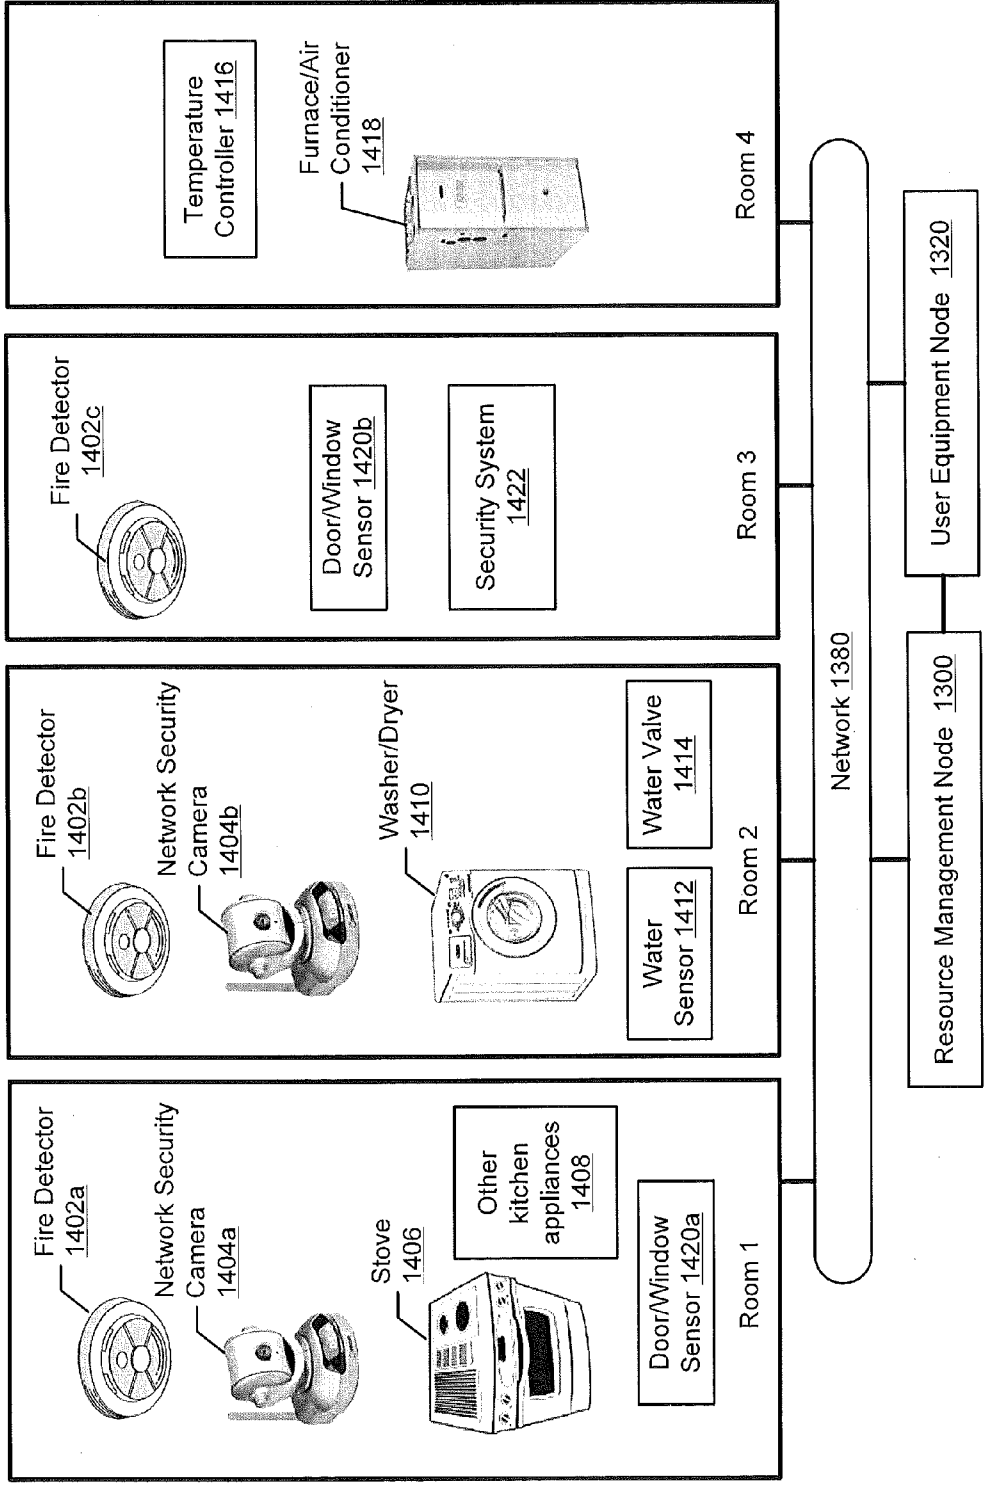 Fire Detector
1402a
Network Security
Camera
1404a
Stove
1406
Other
kitchen
appliances
1408
Door/Window
Sensor 1420a
Room 1
Fire Detector
1402b
Network Security
Camera
1404b
Washer/Dryer
1410
Water
Sensor 1412
Water Valve
1414
Room 2
Fire Detector
1402c
Door/Window
Sensor 1420b
Security System
1422
Room 3
Temperature
Controller 1416
Furnace/Air
Conditioner
1418
Room 4
Network 1380
Resource Management Node 1300
User Equipment Node 1320